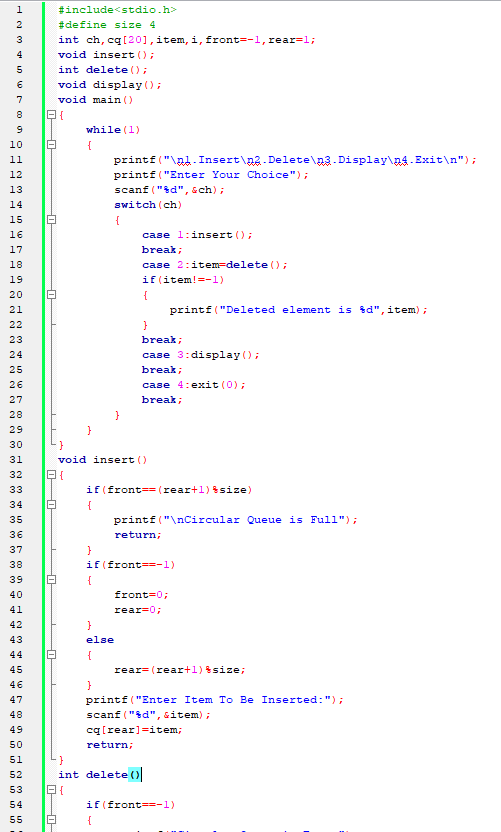 1 #include<stdio.h>
2 #define size 4
3 int ch,cq[20],item,i,front=-1,rear=1;
4 void insert();
5 int delete();
6 void display();
7 void main()
8 {
9     while(1)
10     {
11         printf("\n1.Insert\n2.Delete\n3.Display\n4.Exit\n");
12         printf("Enter Your Choice");
13         scanf("%d",&ch);
14         switch(ch)
15         {
16             case 1:insert();
17             break;
18             case 2:item=delete();
19             if(item!=-1)
20             {
21                 printf("Deleted element is %d",item);
22             }
23             break;
24             case 3:display();
25             break;
26             case 4:exit(0);
27             break;
28         }
29     }
30 }
31 void insert()
32 {
33     if(front==(rear+1)%size)
34     {
35         printf("\nCircular Queue is Full");
36         return;
37     }
38     if(front==-1)
39     {
40         front=0;
41         rear=0;
42     }
43     else
44     {
45         rear=(rear+1)%size;
46     }
47     printf("Enter Item To Be Inserted:");
48     scanf("%d",&item);
49     cq[rear]=item;
50     return;
51 }
52 int delete()
53 {
54     if(front==-1)
55     {